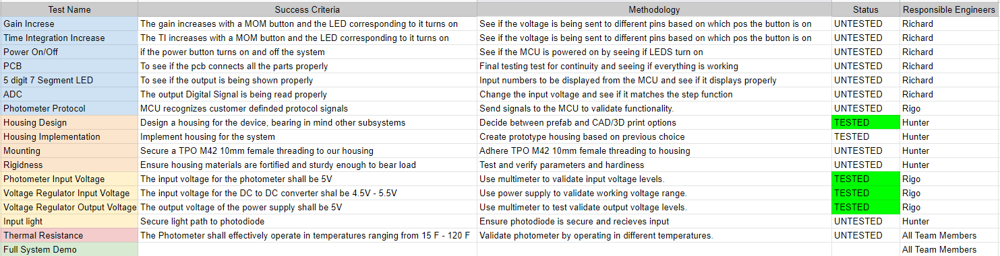 Test Name Success Criteria Methodology Status Responsible Engineers
Gain Increse The gain increases with a MOM button and the LED corresponding to it turns on See if the voltage is being sent to different pins based on which pos the button is on UNTESTED Richard
Time Integration Increase The TI increases with a MOM button and the LED corresponding to it turns on See if the voltage is being sent to different pins based on which pos the button is on UNTESTED Richard
Power On/Off if the power button turns on and off the system See if the MCU is powered on by seeing if LEDS turn on UNTESTED Richard
PCB To see if the pcb connects all the parts properly Final testing test for continuity and seeing if everything is working UNTESTED Richard
5 digit 7 Segment LED To see if the output is being shown properly Input numbers to be displayed from the MCU and see if it displays properly UNTESTED Richard
ADC The output Digital Signal is being read properly Change the input voltage and see if it matches the step function UNTESTED Richard
Photometer Protocol MCU recognizes customer definded protocol signals Send signals to the MCU to validate functionality. UNTESTED Rigo
Housing Design Design a housing for the device, bearing in mind other subsystems Decide between prefab and CAD/3D print options TESTED Hunter
Housing Implementation Implement housing for the system Create prototype housing based on previous choice TESTED Hunter
Mounting Secure a TPO M42 10mm female threading to our housing Adhere TPO M42 10mm female threading to housing UNTESTED Hunter
Rigidness Ensure housing materials are fortified and sturdy enough to bear load Test and verify parameters and hardiness UNTESTED Hunter
Photometer Input Voltage The input voltage for the photometer shall be 5V Use multimeter to validate input voltage levels. TESTED Rigo
Voltage Regulator Input Voltage The input voltage for the DC to DC converter shal be 4.5V - 5.5V Use power supply to validate working voltage range. TESTED Rigo
Voltage Regulator Output Voltage The output voltage of the power supply shall be 5V Use multimeter to test validate output voltage levels. TESTED Rigo
Input light Secure light path to photodiode Ensure photodiode is secure and recieves input UNTESTED Hunter
Thermal Resistance The Photometer shall effectively operate in temperatures ranging from 15 F - 120 F Validate photometer by operating in different temperatures. UNTESTED All Team Members
Full System Demo All Team Members